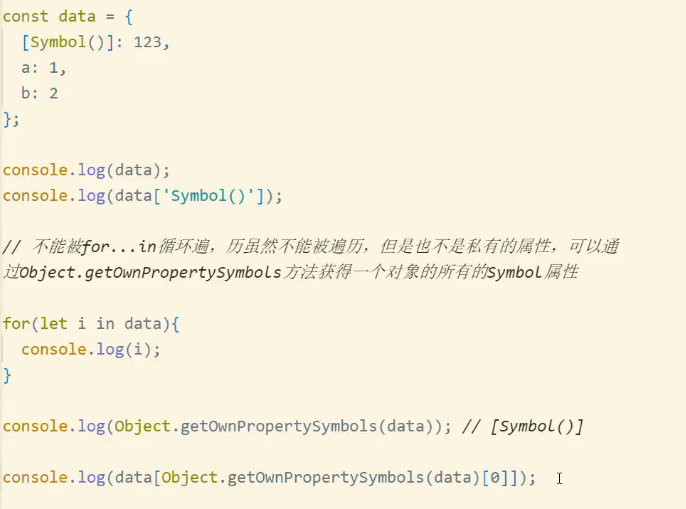 const data = {
  [Symbol()]: 123,
  a: 1,
  b: 2
};
console.log(data);
console.log(data['Symbol()']);
// 不能被for...in循环遍，历虽然不能被遍历，但是也不是私有的属性，可以通
过Object.getOwnPropertySymbols方法获得一个对象的所有的Symbol属性
for(let i in data){
  console.log(i);
}
console.log(Object.getOwnPropertySymbols(data)); // [Symbol()]
console.log(data[Object.getOwnPropertySymbols(data)[0]]);